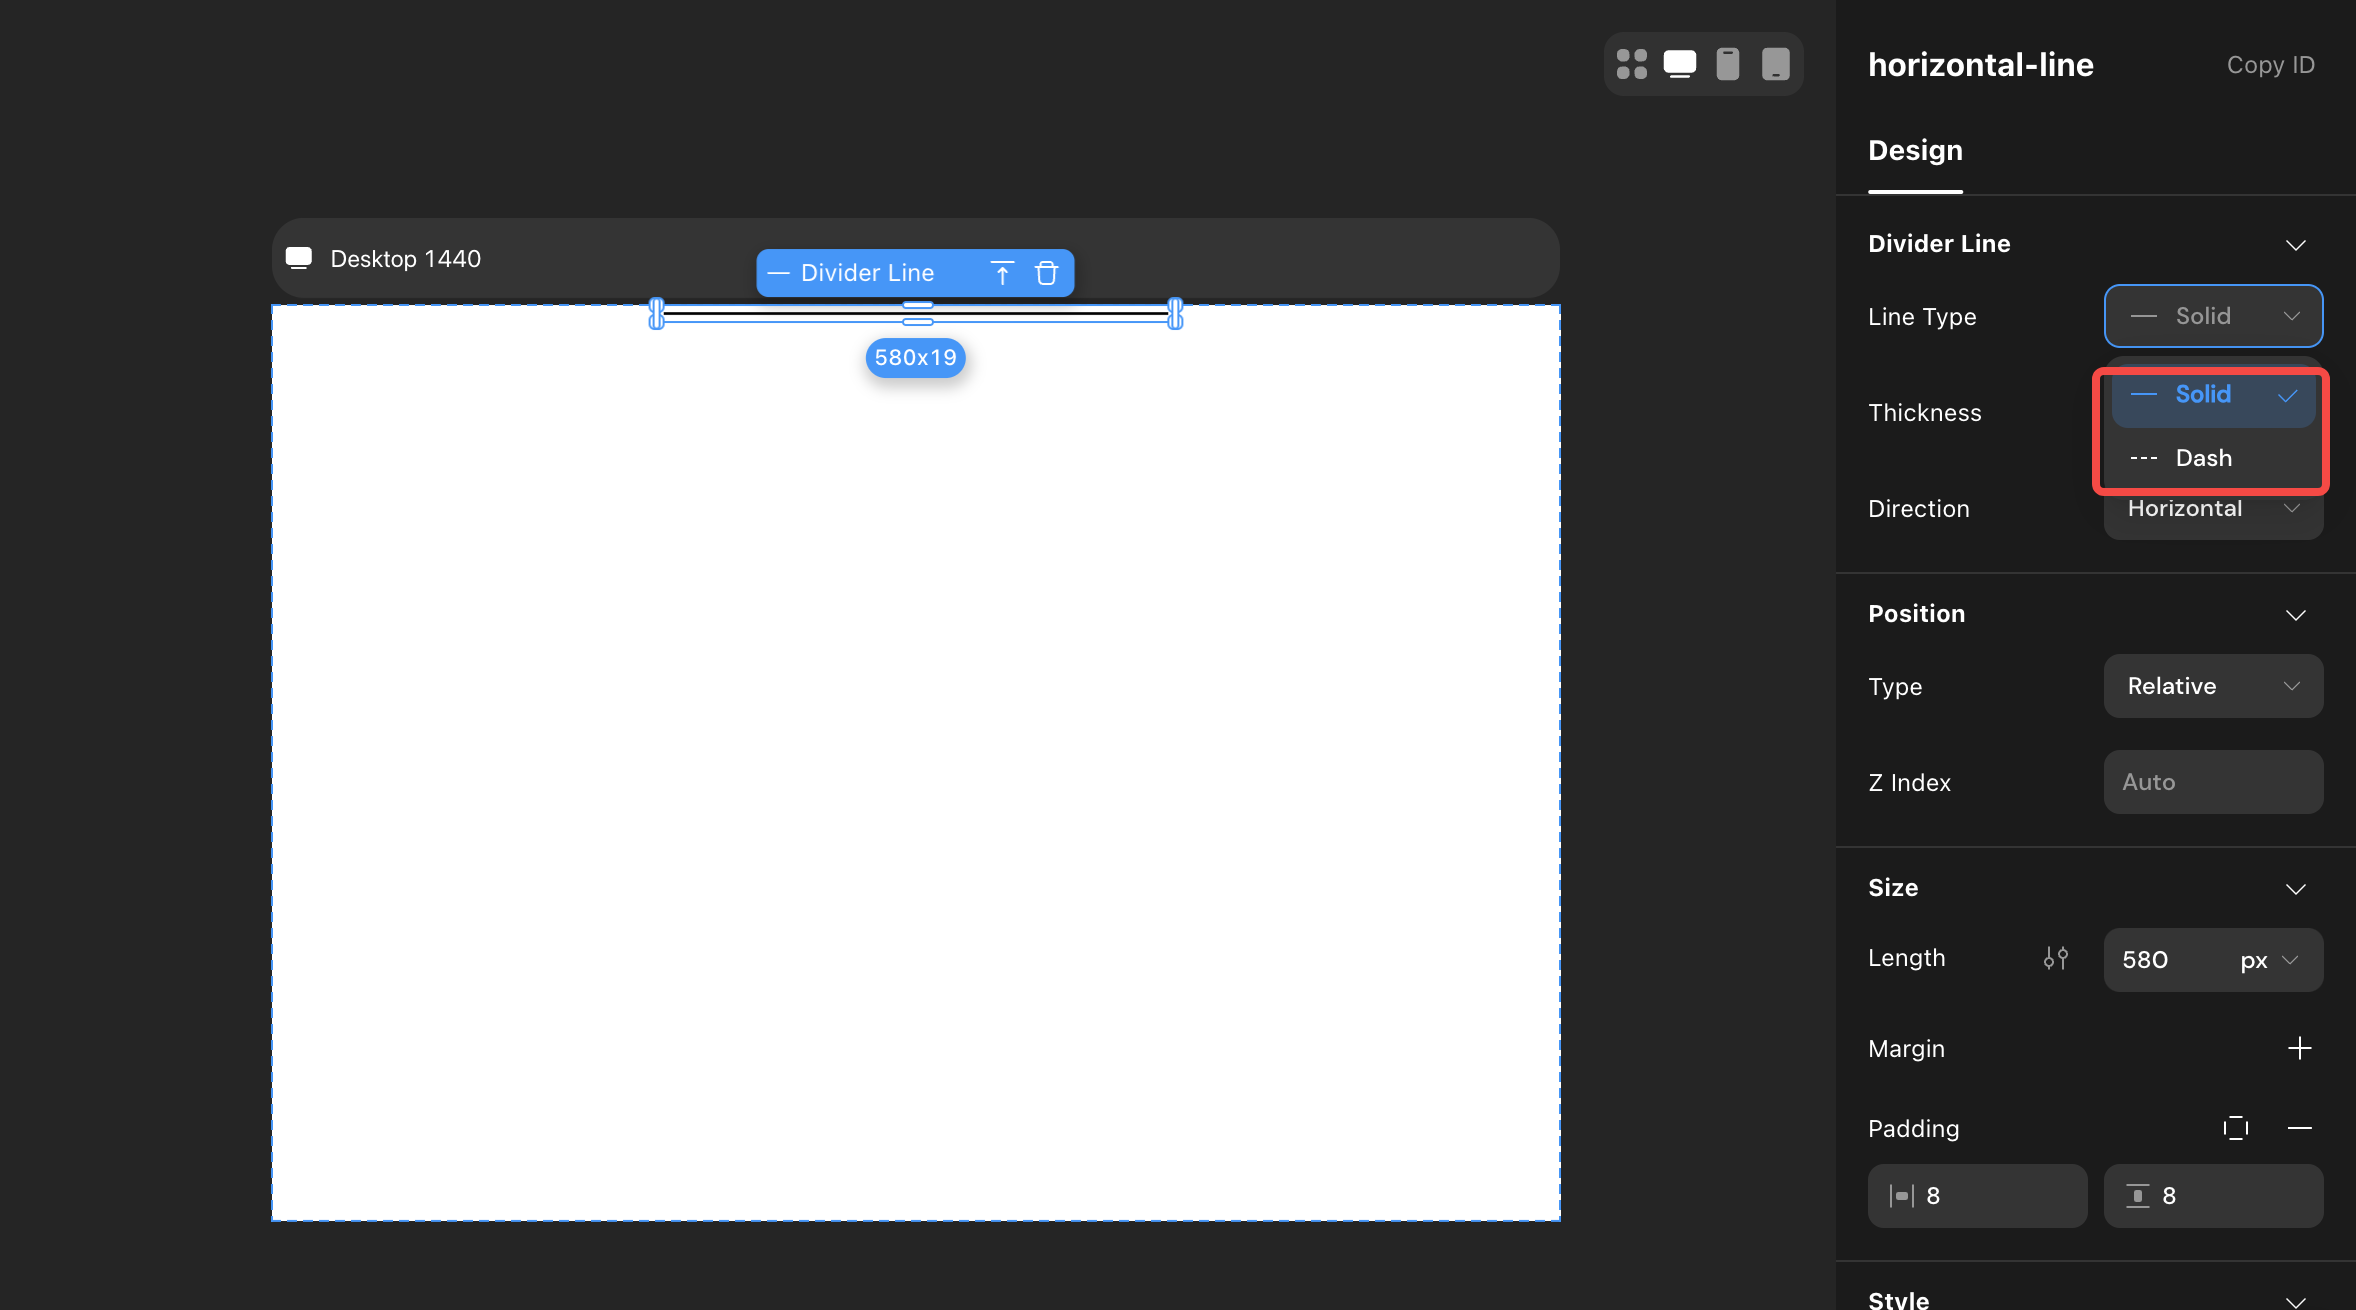 horizontal-line
Copy ID
Design
Desktop 1440
Divider Line
580x19
Divider Line
Line Type
Solid
Solid
Dash
Thickness
Direction
Horizontal
Position
Type
Relative
Z Index
Auto
Size
Length
580
px
Margin
Padding
8
8
Style